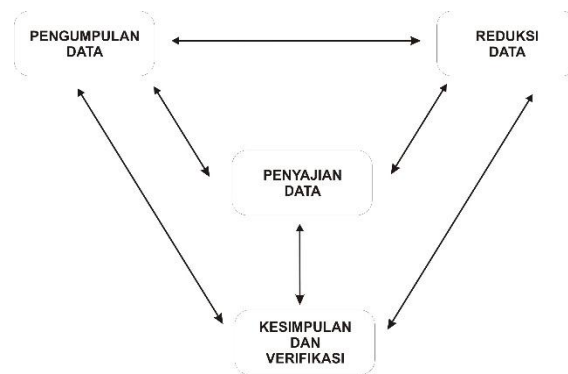 PENGUMPULAN
DATA
REDUKSI
DATA
PENYAJIAN
DATA
KESIMPULAN
DAN
VERIFIKASI